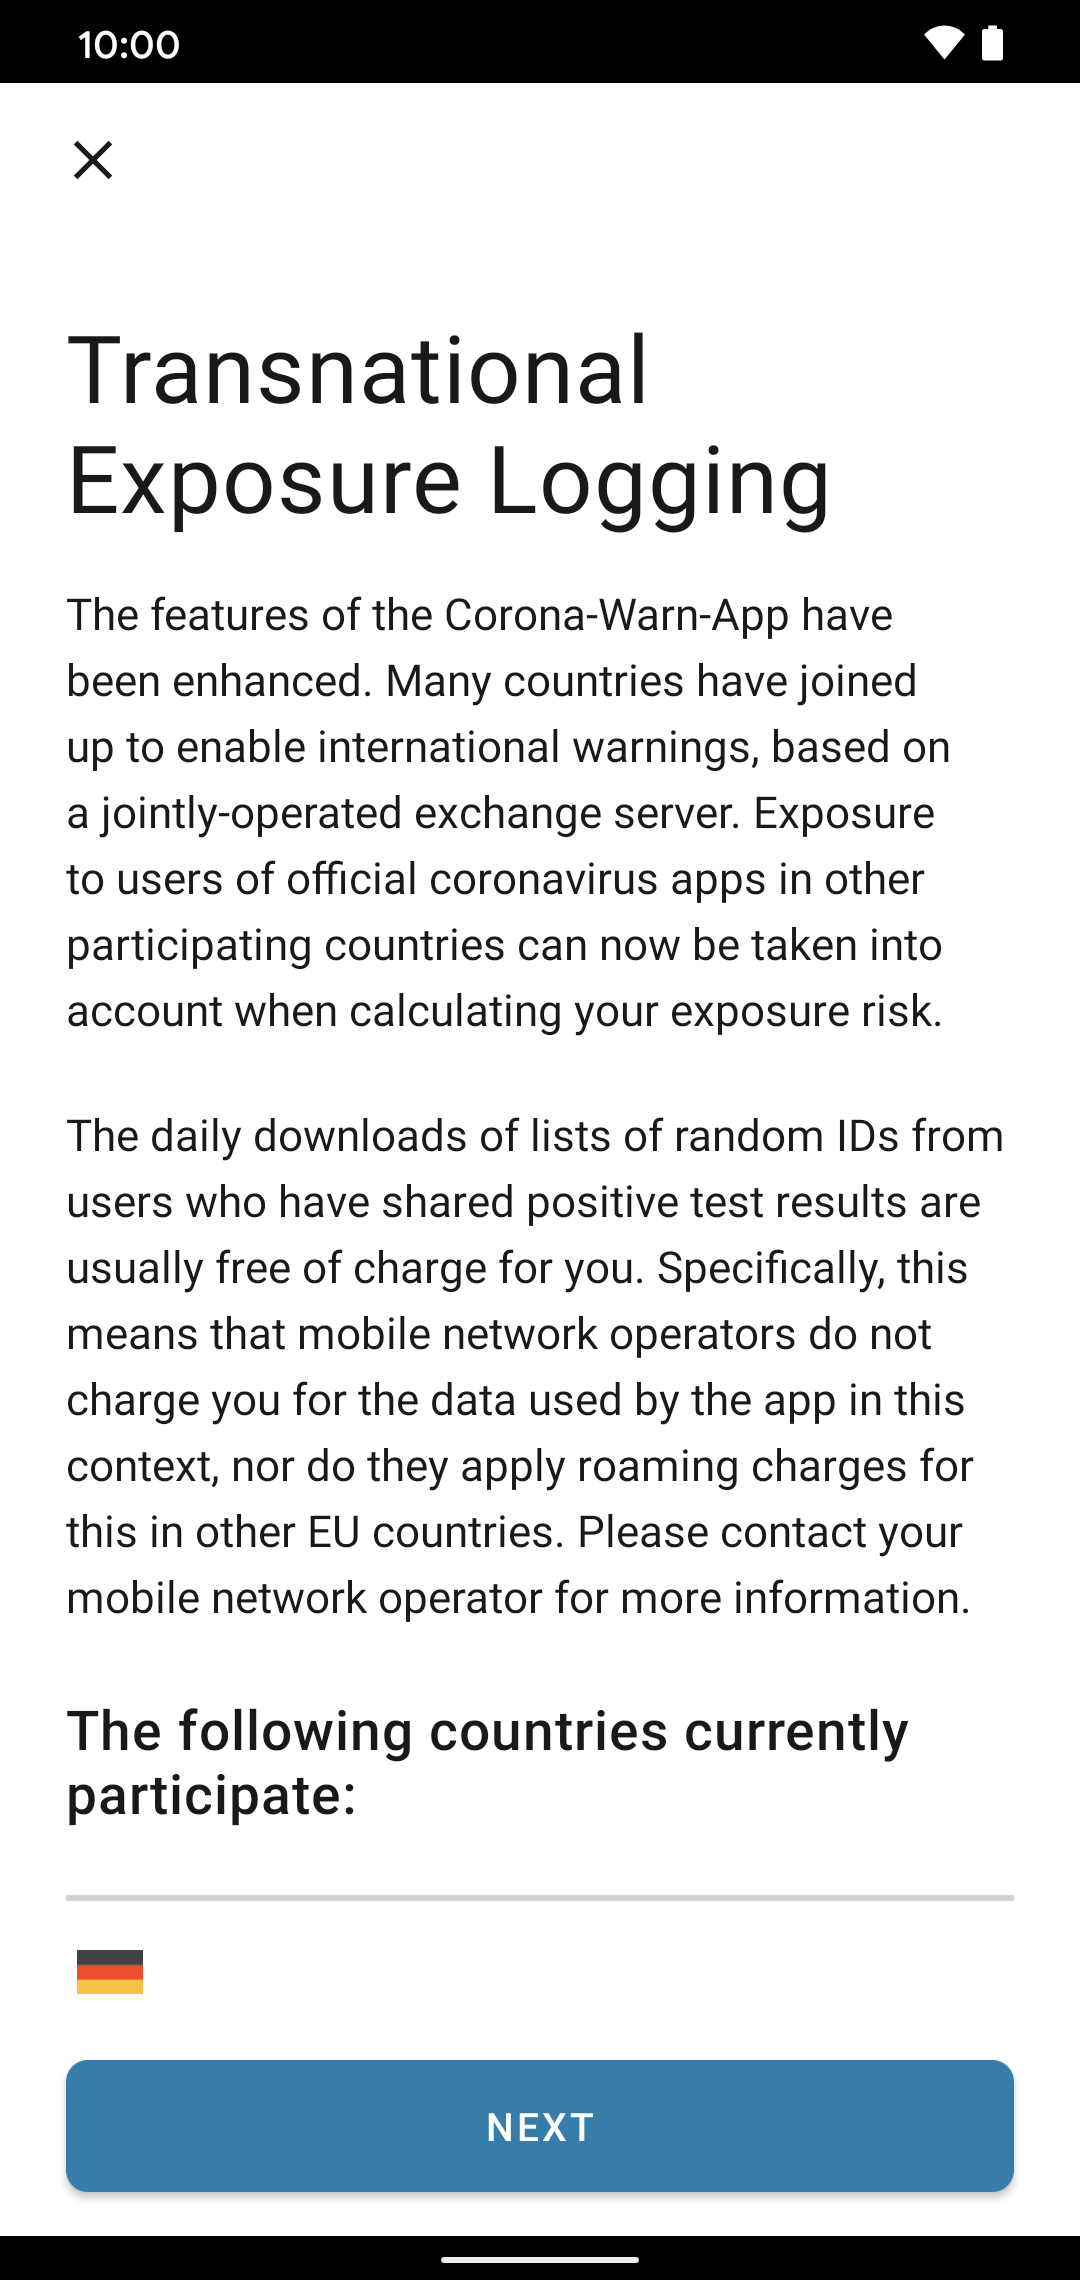 10:00
Transnational
Exposure Logging
The features of the Corona-Warn-App have
been enhanced. Many countries have joined
up to enable international warnings, based on
a jointly-operated exchange server. Exposure
to users of official coronavirus apps in other
participating countries can now be taken into
account when calculating your exposure risk.
The daily downloads of lists of random IDs from
users who have shared positive test results are
usually free of charge for you. Specifically, this
means that mobile network operators do not
charge you for the data used by the app in this
context, nor do they apply roaming charges for
this in other EU countries. Please contact your
mobile network operator for more information.
The following countries currently
participate:
NEXT